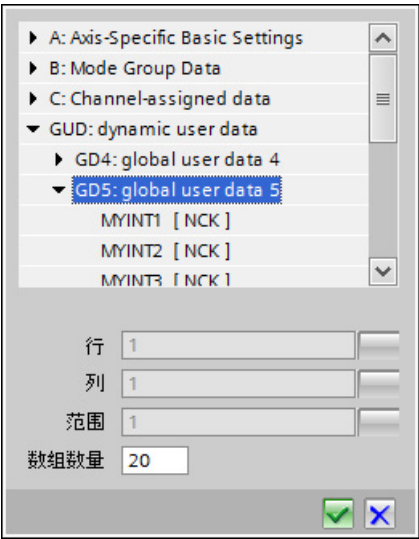 A: Axis-Specific Basic Settings
B: Mode Group Data
C: Channel-assigned data
GUD: dynamic user data
GD4: global user data 4
GD5: global user data 5
MYINT1 [ NCK ]
MYINT2 [ NCK ]
MYINT3 [ NCK ]
行 1
列 1
范围 1
数组数量 20